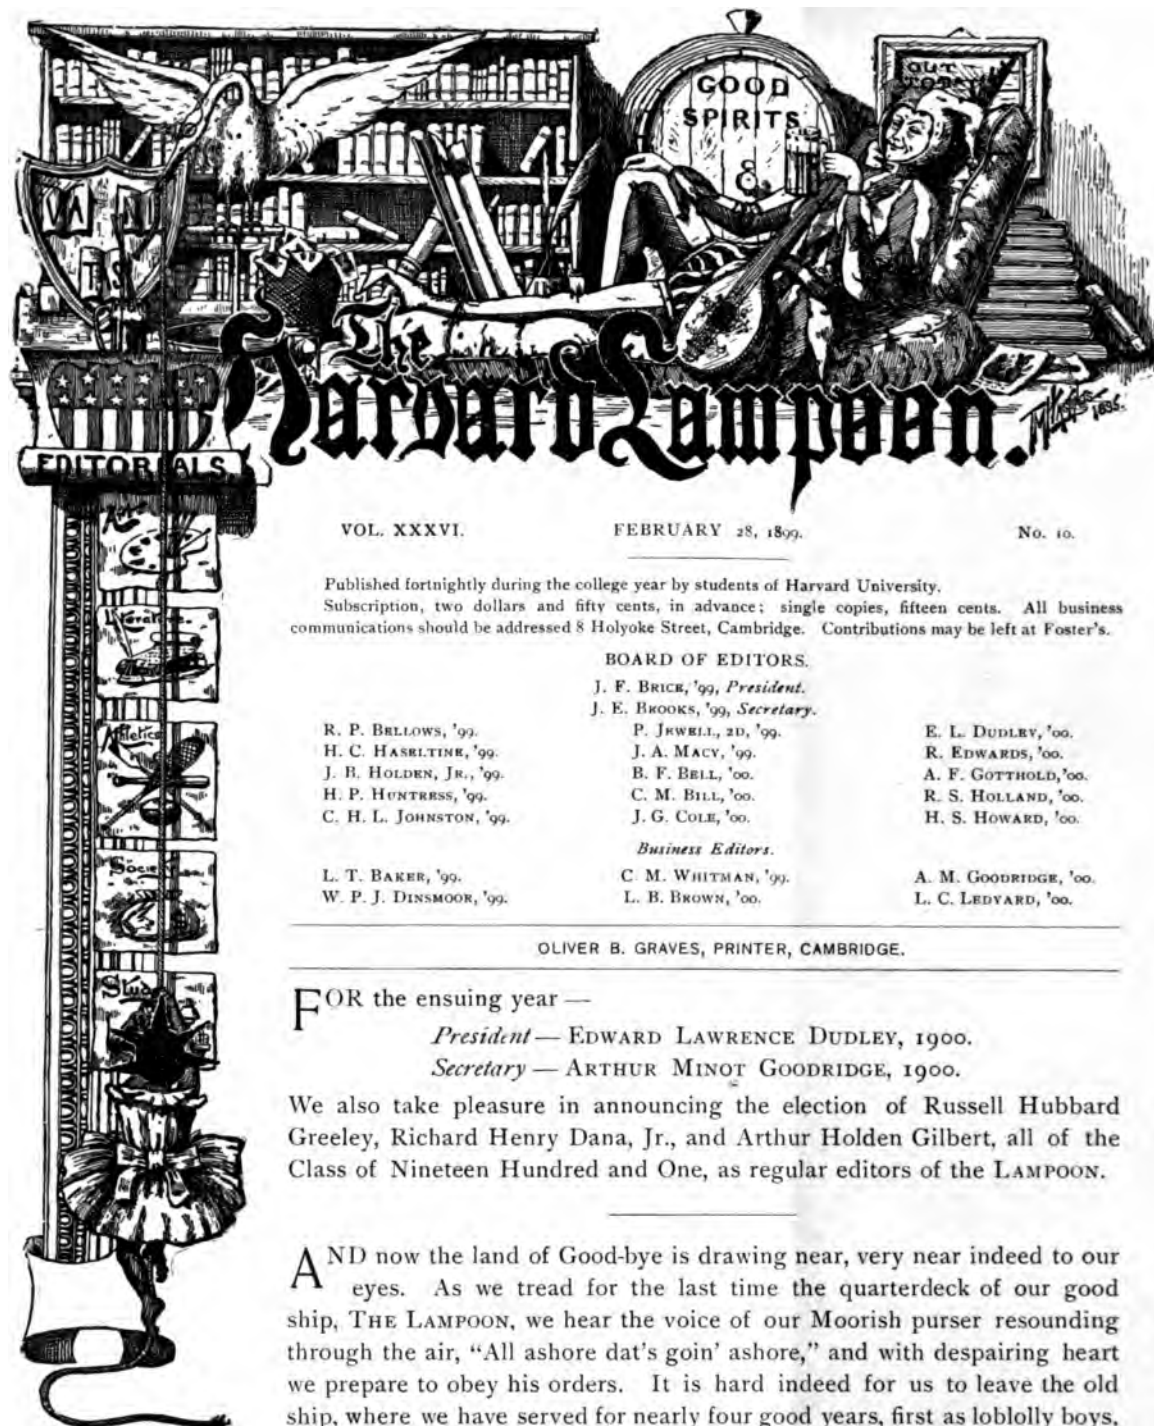 GOOD
SPIRITS
OUT
VA NI
TS
The
Harvard Lampoon.
1895.
EDITORIALS.
Art
Literature.
Athletics
Society
VOL. XXXVI. FEBRUARY 28, 1899. No. 10.
Published fortnightly during the college year by students of Harvard University.
Subscription, two dollars and fifty cents, in advance; single copies, fifteen cents. All business
communications should be addressed 8 Holyoke Street, Cambridge. Contributions may be left at Foster's.
BOARD OF EDITORS.
J. F. BRICE, '99, President.
J. E. BROOKS, '99, Secretary.
R. P. BELLOWS, '99. P. JEWELL, 2D, '99. E. L. DUDLEY, '00.
H. C. HASELTINE, '99. J. A. MACY, '99. R. EDWARDS, '00.
J. B. HOLDEN, JR., '99. B. F. BELL, '00. A. F. GOTTHOLD, '00.
H. P. HUNTRESS, '99. C. M. BILL, '00. R. S. HOLLAND, '00.
C. H. L. JOHNSTON, '99. J. G. COLE, '00. H. S. HOWARD, '00.
Business Editors.
L. T. BAKER, '99. C. M. WHITMAN, '99. A. M. GOODRIDGE, '00.
W. P. J. DINSMOOR, '99. L. B. BROWN, '00. L. C. LEDYARD, '00.
OLIVER B. GRAVES, PRINTER, CAMBRIDGE.
FOR the ensuing year —
President — EDWARD LAWRENCE DUDLEY, 1900.
Secretary — ARTHUR MINOT GOODRIDGE, 1900.
We also take pleasure in announcing the election of Russell Hubbard
Greeley, Richard Henry Dana, Jr., and Arthur Holden Gilbert, all of the
Class of Nineteen Hundred and One, as regular editors of the LAMPOON.
AND now the land of Good-bye is drawing near, very near indeed to our
eyes. As we tread for the last time the quarterdeck of our good
ship, THE LAMPOON, we hear the voice of our Moorish purser resounding
through the air, "All ashore dat's goin' ashore," and with despairing heart
we prepare to obey his orders. It is hard indeed for us to leave the old
ship, where we have served for nearly four good years, first as loblolly boys,